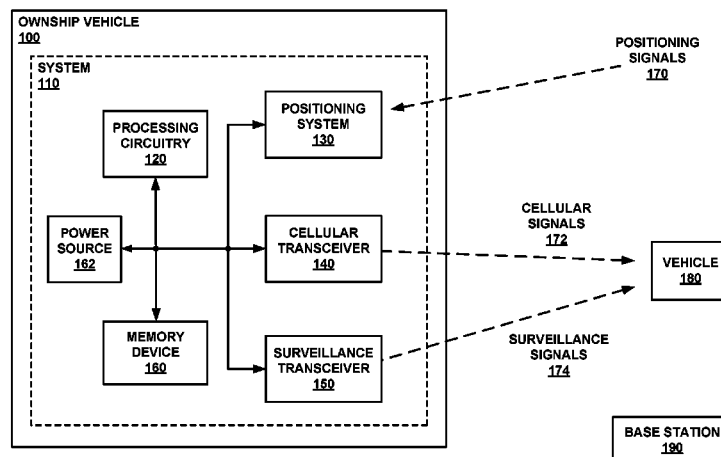 OWNSHIP VEHICLE
100
SYSTEM
110
PROCESSING
CIRCUITRY
120
POSITIONING
SYSTEM
130
POSITIONING
SIGNALS
170
POWER
SOURCE
162
CELLULAR
TRANSCEIVER
140
CELLULAR
SIGNALS
172
VEHICLE
180
MEMORY
DEVICE
160
SURVEILLANCE
TRANSCEIVER
150
SURVEILLANCE
SIGNALS
174
BASE STATION
190